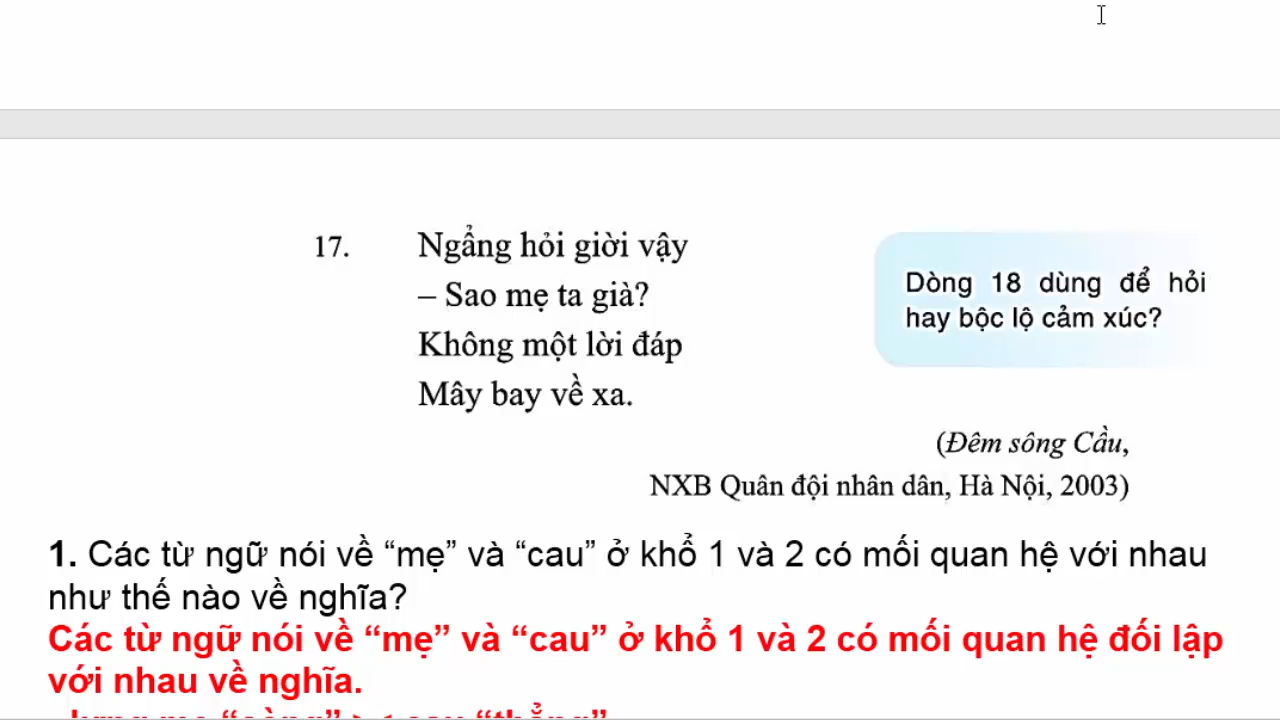 17. Ngẩng hỏi giời vậy
– Sao mẹ ta già?
Không một lời đáp
Mây bay về xa.
Dòng 18 dùng để hỏi
hay bộc lộ cảm xúc?
(Đêm sông Cầu,
NXB Quân đội nhân dân, Hà Nội, 2003)
1. Các từ ngữ nói về “mẹ” và “cau” ở khổ 1 và 2 có mối quan hệ với nhau
như thế nào về nghĩa?
Các từ ngữ nói về “mẹ” và “cau” ở khổ 1 và 2 có mối quan hệ đối lập
với nhau về nghĩa.